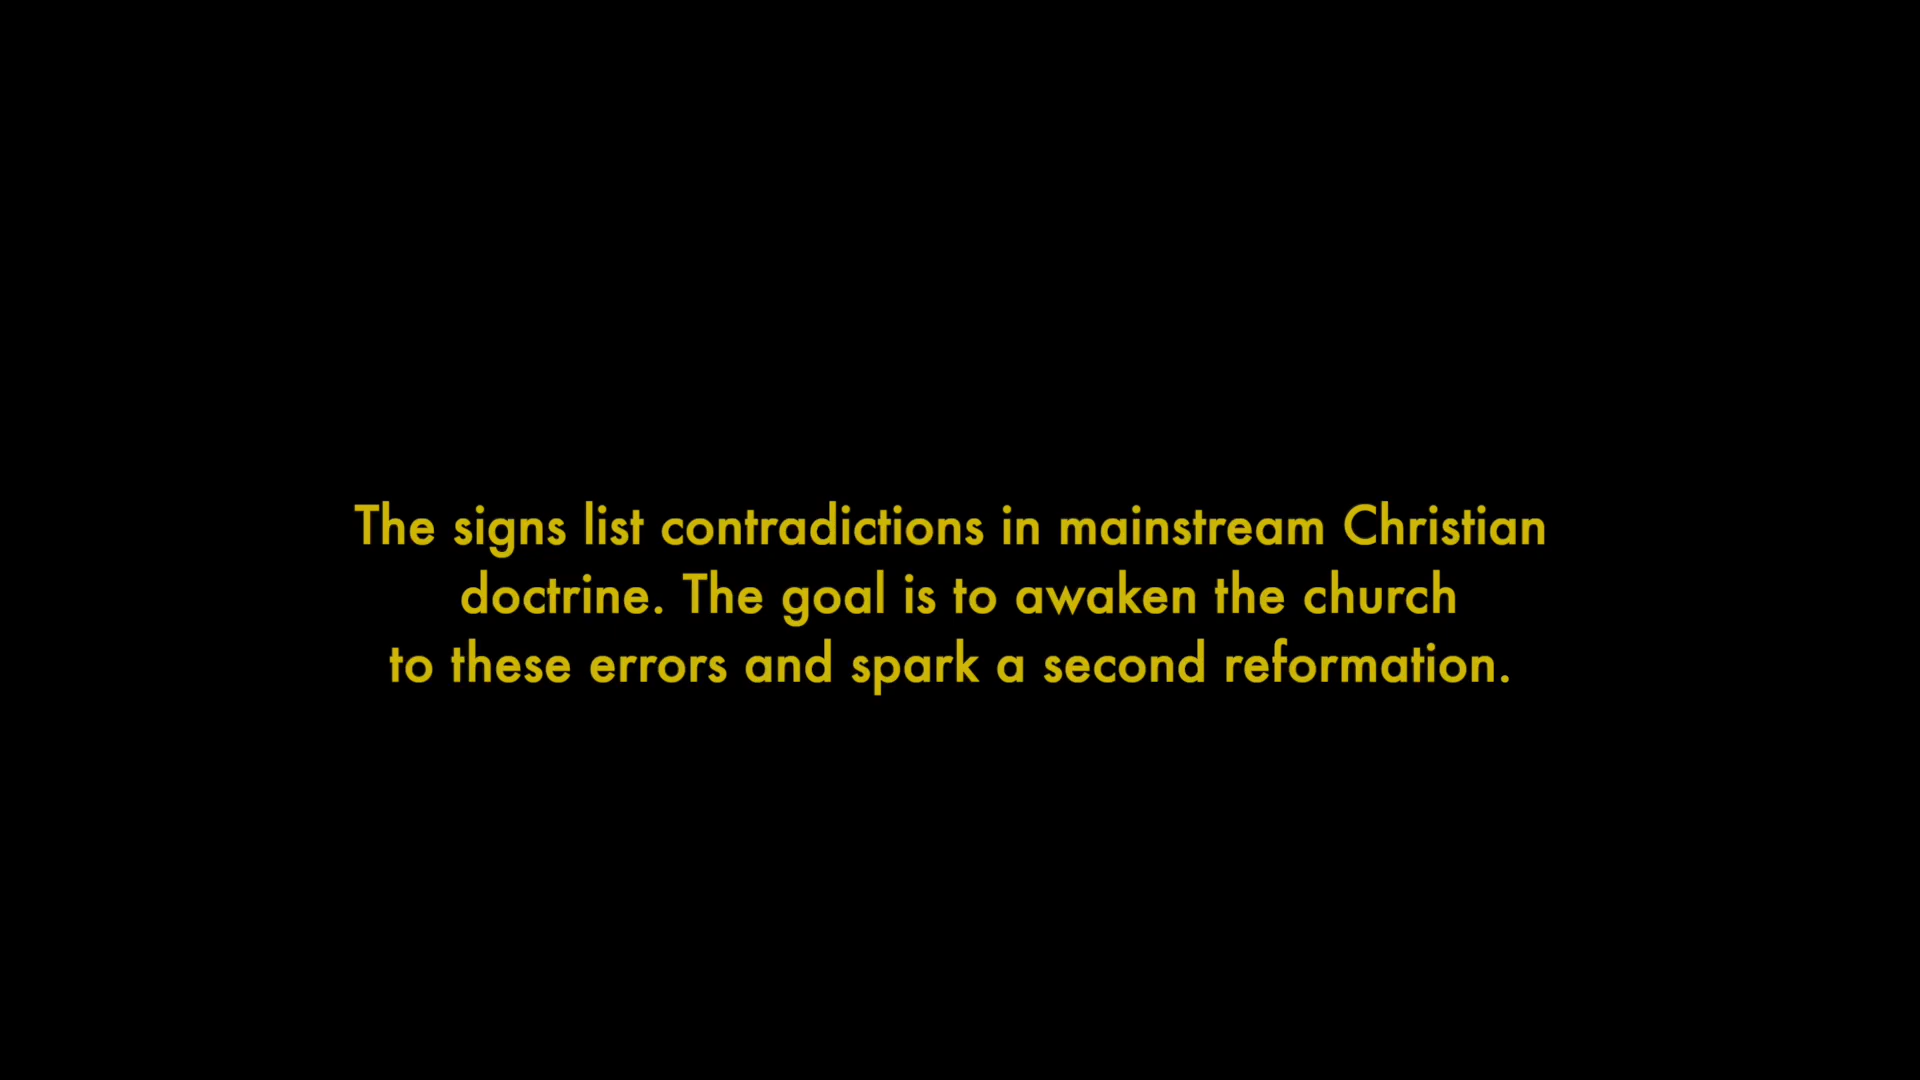 The signs list contradictions in mainstream Christian
doctrine. The goal is to awaken the church
to these errors and spark a second reformation.